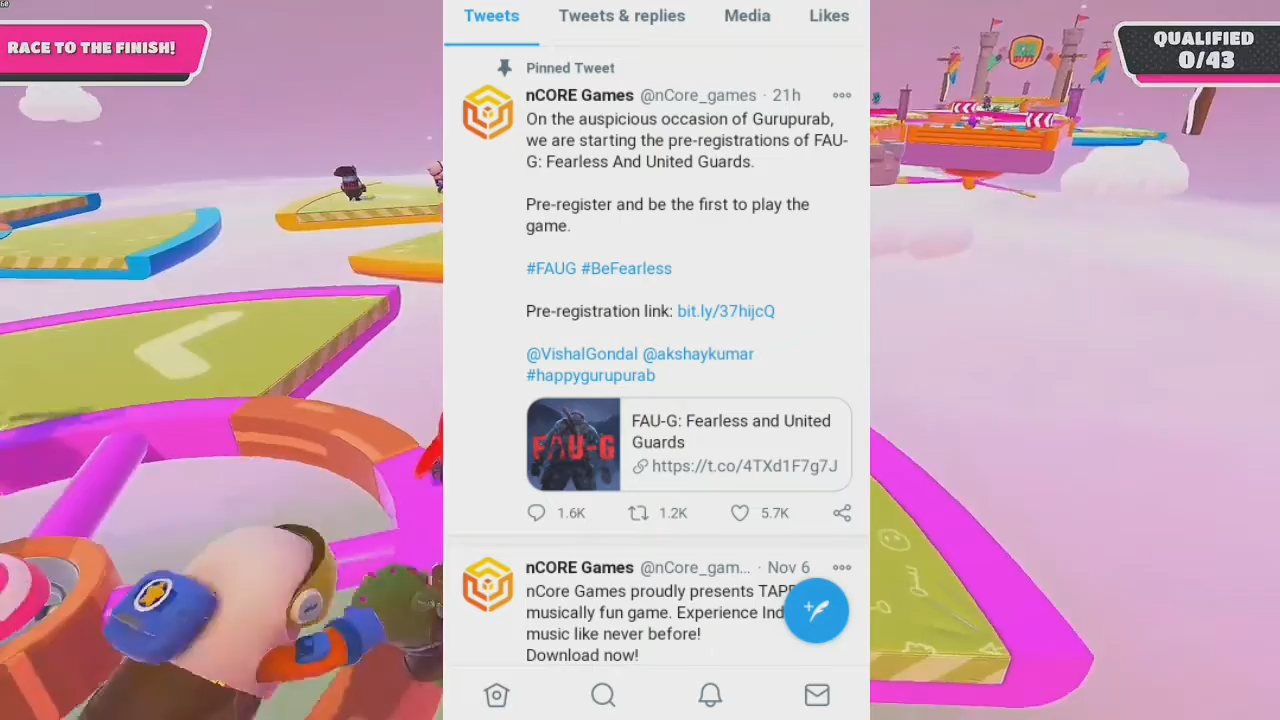 60
RACE TO THE FINISH!
QUALIFIED
0/43
Tweets Tweets & replies Media Likes
Pinned Tweet
nCORE Games @nCore_games · 21h
On the auspicious occasion of Gurupurab,
we are starting the pre-registrations of FAU-
G: Fearless And United Guards.
Pre-register and be the first to play the
game.
#FAUG #BeFearless
Pre-registration link: bit.ly/37hijcQ
@VishalGondal @akshaykumar
#happygurupurab
FAU-G
FAU-G: Fearless and United
Guards
https://t.co/4TXd1F7g7J
1.6K 1.2K 5.7K
nCORE Games @nCore_gam... · Nov 6
nCore Games proudly presents TAPP
musically fun game. Experience Ind
music like never before!
Download now!